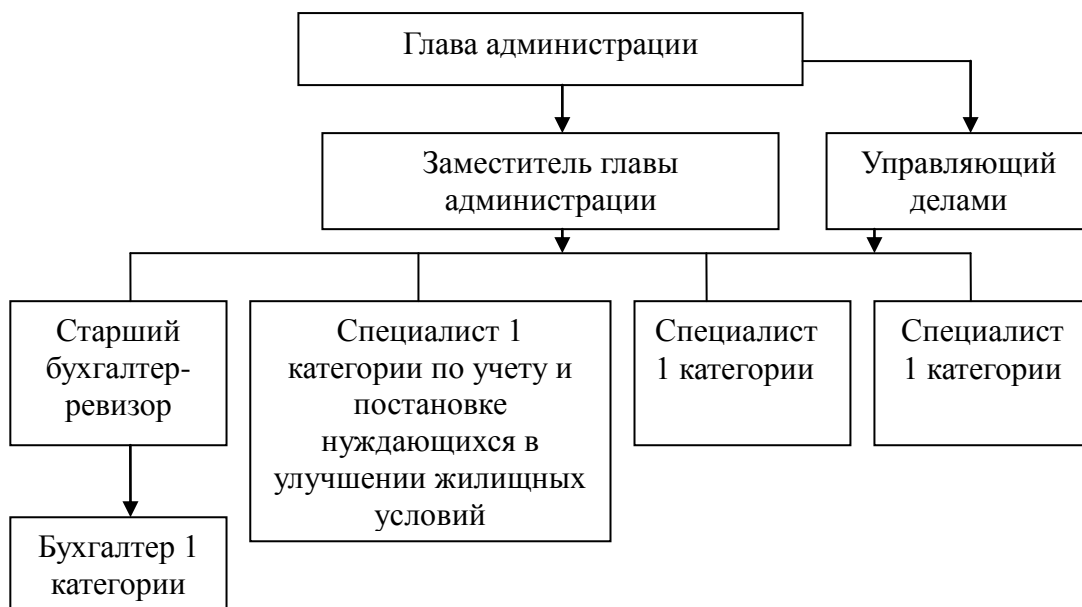 Глава администрации
Заместитель главы
администрации
Управляющий
делами
Старший
бухгалтер-
ревизор
Специалист 1
категории по учету и
постановке
нуждающихся в
улучшении жилищных
условий
Специалист
1 категории
Специалист
1 категории
Бухгалтер 1
категории